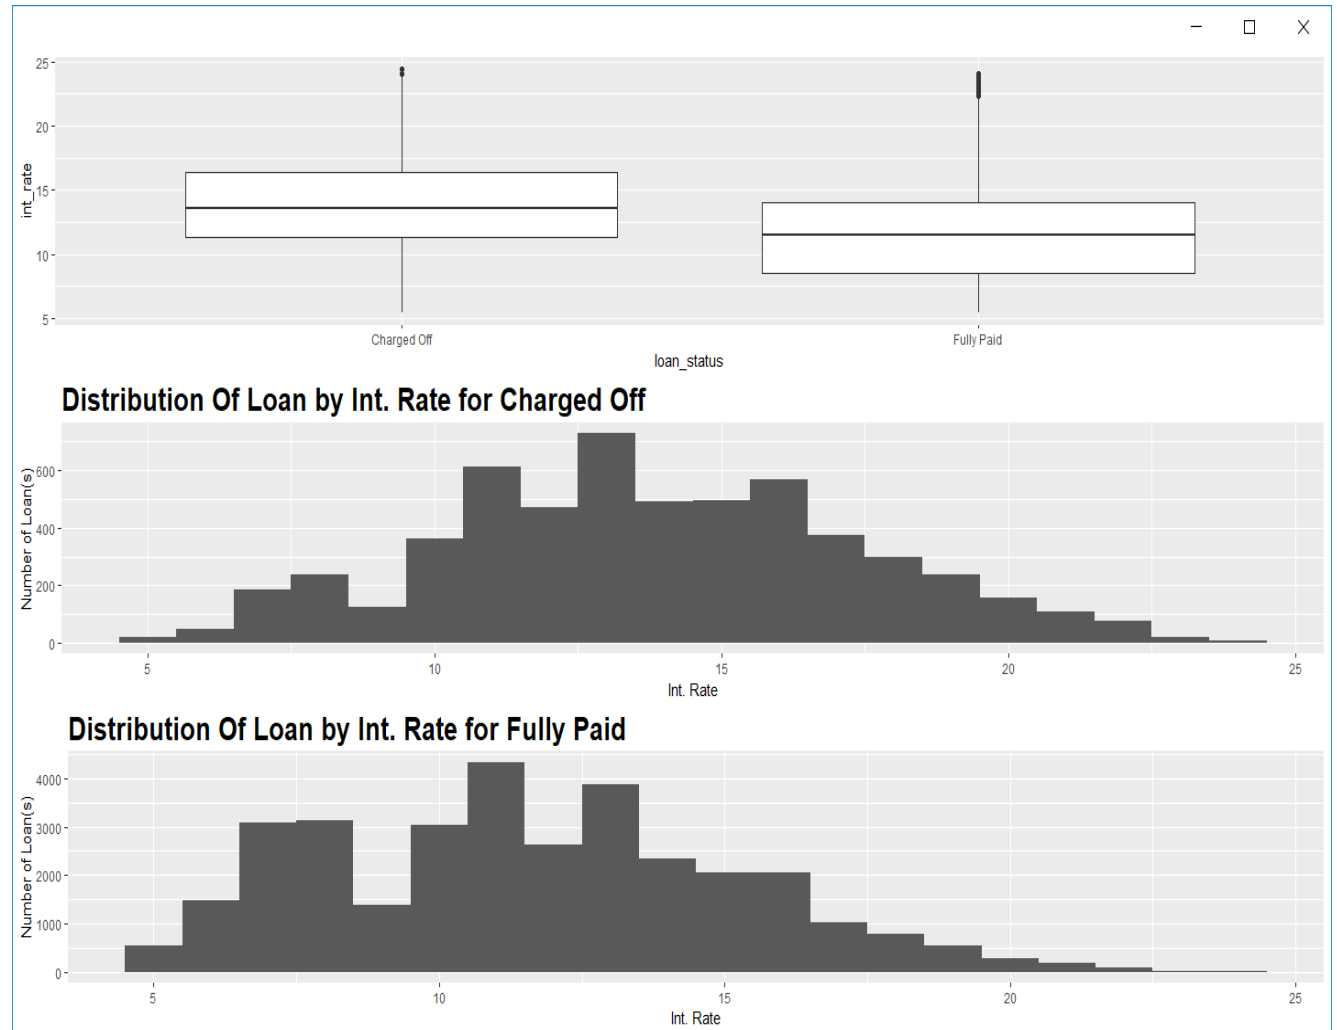 25
20
15
10
5
int_rate
Charged Off
Fully Paid
loan_status
Distribution Of Loan by Int. Rate for Charged Off
600
400
200
0
Number of Loan(s)
5 10 15 20 25
Int. Rate
Distribution Of Loan by Int. Rate for Fully Paid
4000
3000
2000
1000
0
Number of Loan(s)
5 10 15 20 25
Int. Rate